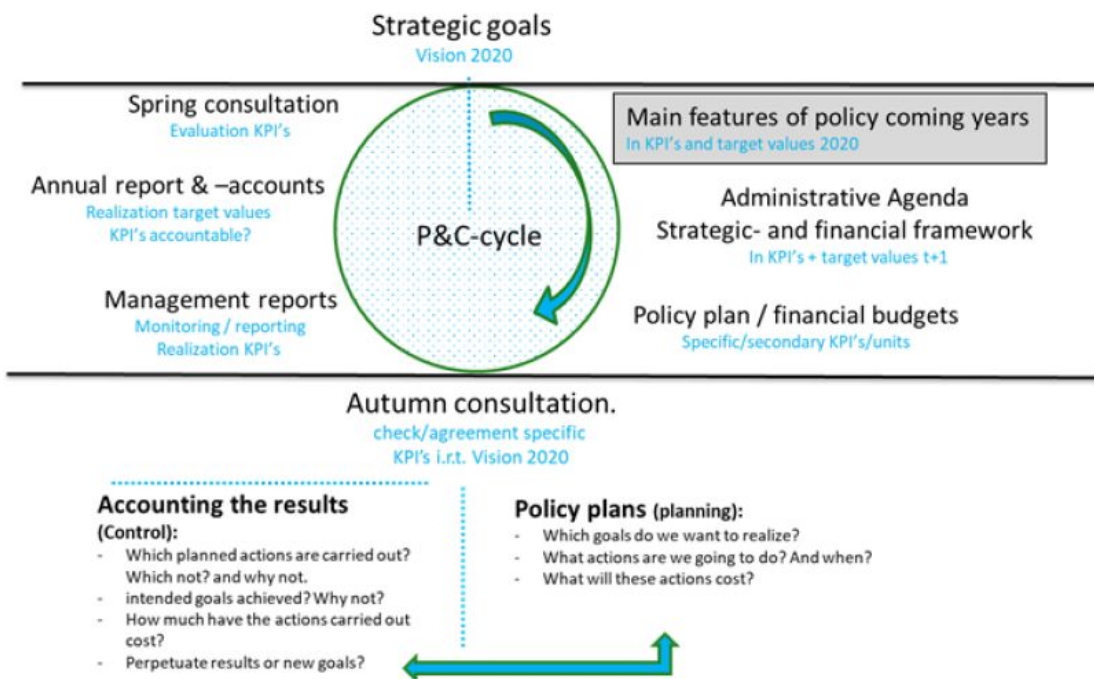 Strategic goals
Vision 2020
Spring consultation
Evaluation KPI's
Annual report & –accounts
Realization target values
KPI's accountable?
Management reports
Monitoring / reporting
Realization KPI's
P&C-cycle
Main features of policy coming years
In KPI's and target values 2020
Administrative Agenda
Strategic- and financial framework
In KPI's + target values t+1
Policy plan / financial budgets
Specific/secondary KPI's/units
Autumn consultation.
check/agreement specific
KPI's i.r.t. Vision 2020
Accounting the results
(Control):
- Which planned actions are carried out?
Which not? and why not.
- intended goals achieved? Why not?
- How much have the actions carried out
cost?
- Perpetuate results or new goals?
Policy plans (planning):
- Which goals do we want to realize?
- What actions are we going to do? And when?
- What will these actions cost?